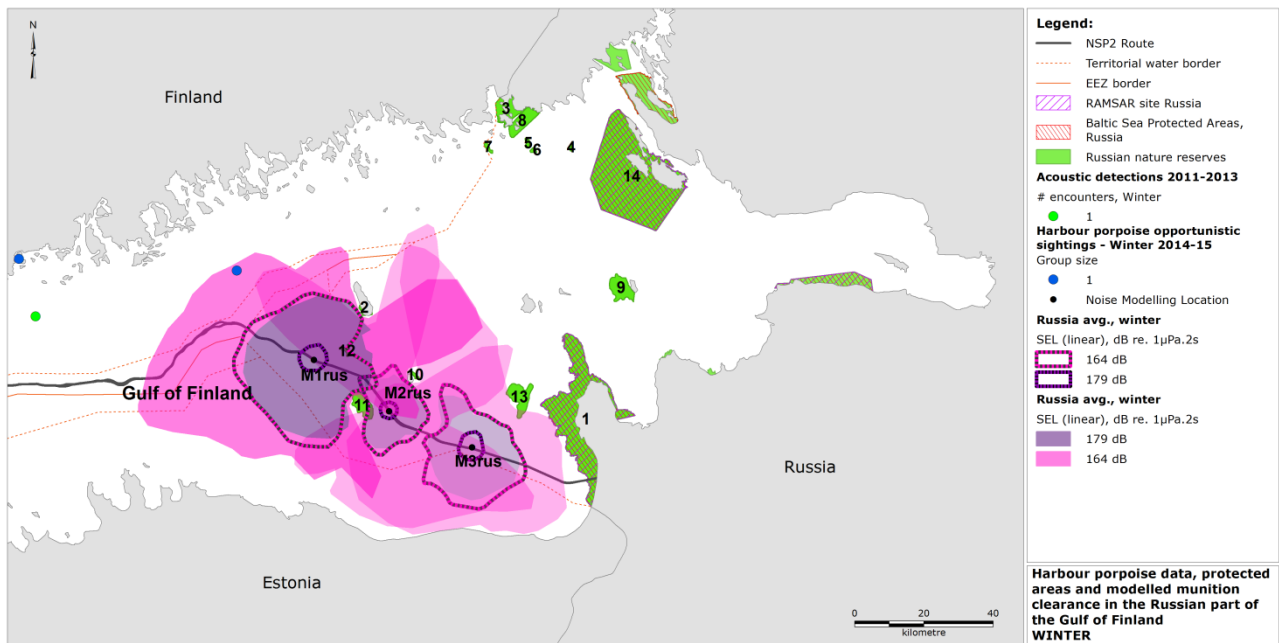 N
Finland
3
8
7
5
6
4
14
9
2
12
M1rus
10
M2rus
Gulf of Finland
11
13
1
M3rus
Russia
Estonia
0 20 40
kilometre
Legend:
NSP2 Route
Territorial water border
EEZ border
RAMSAR site Russia
Baltic Sea Protected Areas,
Russia
Russian nature reserves
Acoustic detections 2011-2013
# encounters, Winter
1
Harbour porpoise opportunistic
sightings - Winter 2014-15
Group size
1
Noise Modelling Location
Russia avg., winter
SEL (linear), dB re. 1µPa.2s
164 dB
179 dB
Russia avg., winter
SEL (linear), dB re. 1µPa.2s
179 dB
164 dB
Harbour porpoise data, protected
areas and modelled munition
clearance in the Russian part of
the Gulf of Finland
WINTER